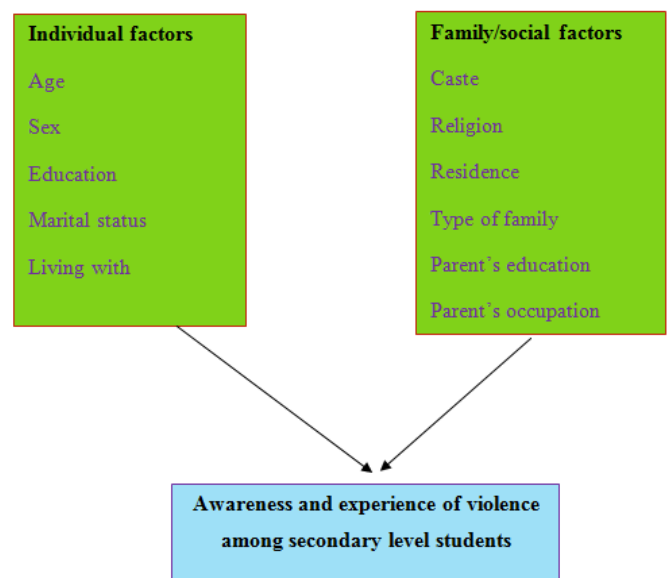 Individual factors
Age
Sex
Education
Marital status
Living with
Family/social factors
Caste
Religion
Residence
Type of family
Parent’s education
Parent’s occupation
Awareness and experience of violence
among secondary level students